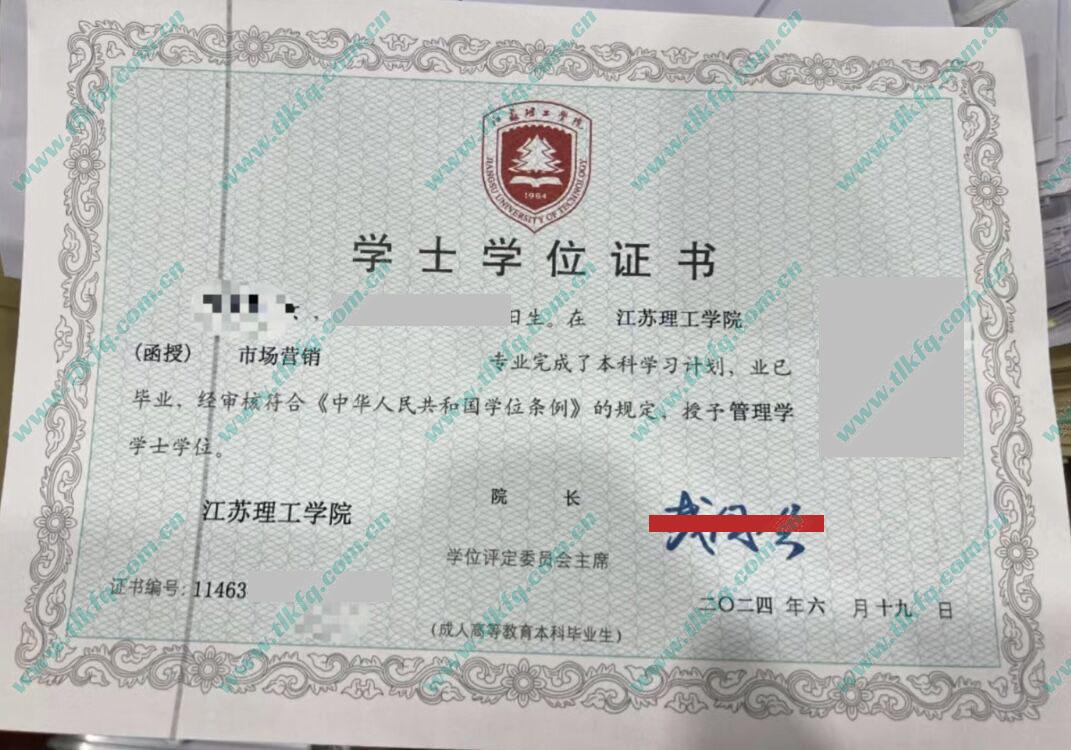 江苏理工学院
JIANGSU UNIVERSITY OF TECHNOLOGY
1984
学士学位证书
日生。在 江苏理工学院
(函授) 市场营销 专业完成了本科学习计划，业已
毕业，经审核符合《中华人民共和国学位条例》的规定，授予管理学
学士学位。
江苏理工学院
院 长
学位评定委员会主席
证书编号：11463
二〇二四 年六 月十九 日
(成人高等教育本科毕业生)
www.tlkfq.com.cn